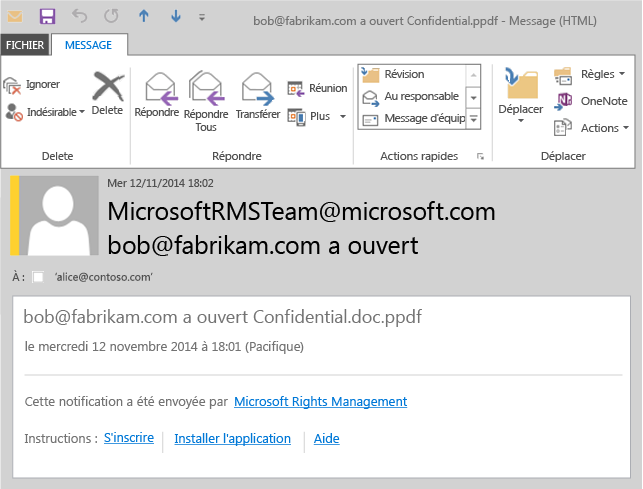 bob@fabrikam.com a ouvert Confidential.ppdf - Message (HTML)
FICHIER MESSAGE
Ignorer
Indésirable
Delete
Delete
Répondre
Répondre Tous
Transférer
Réunion
Plus
Répondre
Révision
Au responsable
Message d'équip
Actions rapides
Déplacer
Règles
OneNote
Actions
Déplacer
Mer 12/11/2014 18:02
MicrosoftRMSTeam@microsoft.com
bob@fabrikam.com a ouvert
À : 'alice@contoso.com'
bob@fabrikam.com a ouvert Confidential.doc.ppdf
le mercredi 12 novembre 2014 à 18:01 (Pacifique)
Cette notification a été envoyée par Microsoft Rights Management
Instructions : S'inscrire Installer l'application Aide